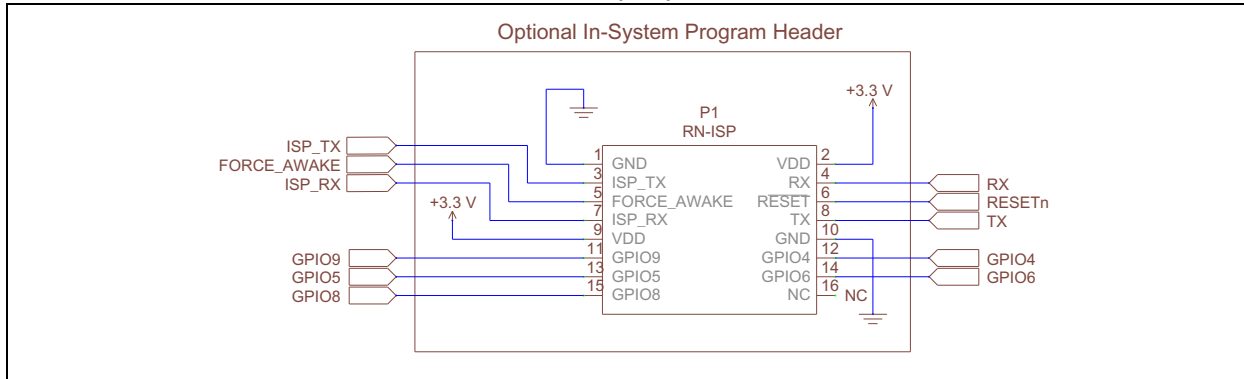 Optional In-System Program Header
+3.3 V
P1
RN-ISP
ISP_TX
FORCE_AWAKE
ISP_RX
+3.3 V
1 GND VDD 2
3 ISP_TX RX 4
5 FORCE_AWAKE RESET 6
7 ISP_RX TX 8
9 VDD GND 10
11 GPIO9 GPIO4 12
13 GPIO5 GPIO6 14
15 GPIO8 NC 16 NC
RX
RESETn
TX
GPIO9
GPIO5
GPIO8
GPIO4
GPIO6